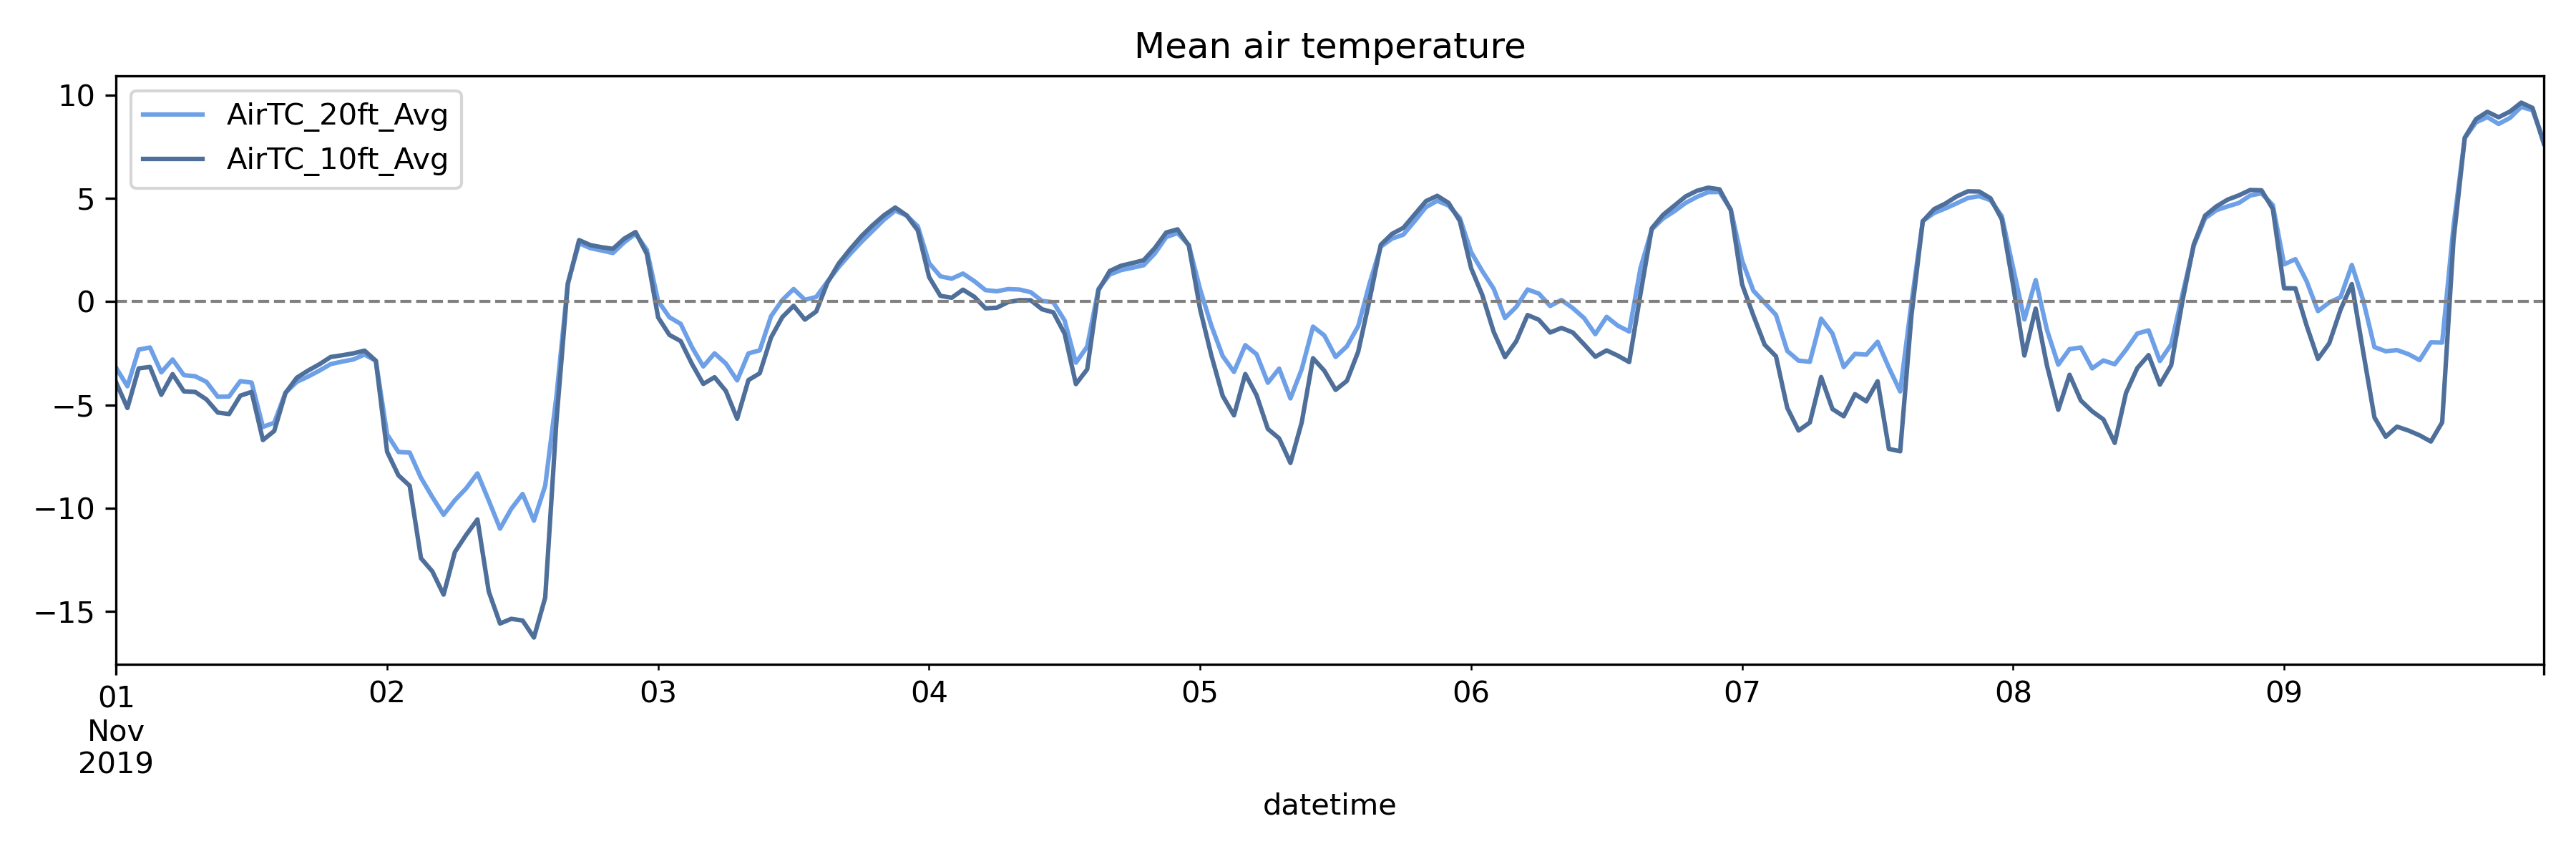 Mean air temperature
AirTC_20ft_Avg
AirTC_10ft_Avg
10
5
0
−5
−10
−15
01 02 03 04 05 06 07 08 09
Nov
2019
datetime